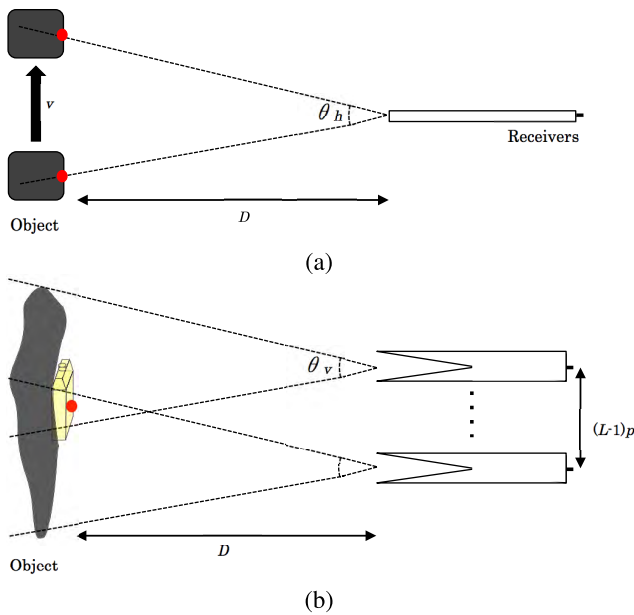 v
θ h
Receivers
D
Object
(a)
θ v
(L-1)p
D
Object
(b)